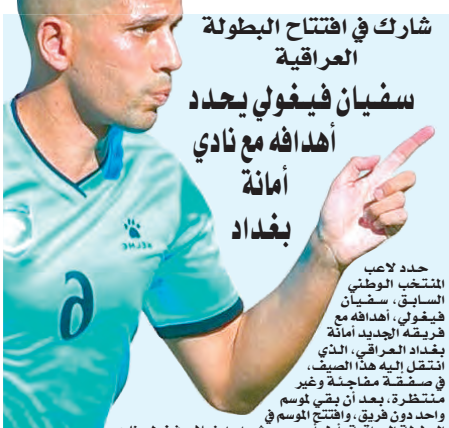 شارك في افتتاح البطولة
العراقية
سفيان فيغولي يحدد
أهدافه مع نادي
أمانة
بغداد
KELME
6
حدد لاعب
المنتخب الوطني
السابق، سفيان
فيغولي، أهدافه مع
فريقه الجديد أمانة
بغداد العراقي، الذي
انتقل إليه هذا الصيف،
في صفقة مفاجئة وغير
منتظرة، بعد أن بقي لموسم
واحد دون فريق، وافتتح الموسم في